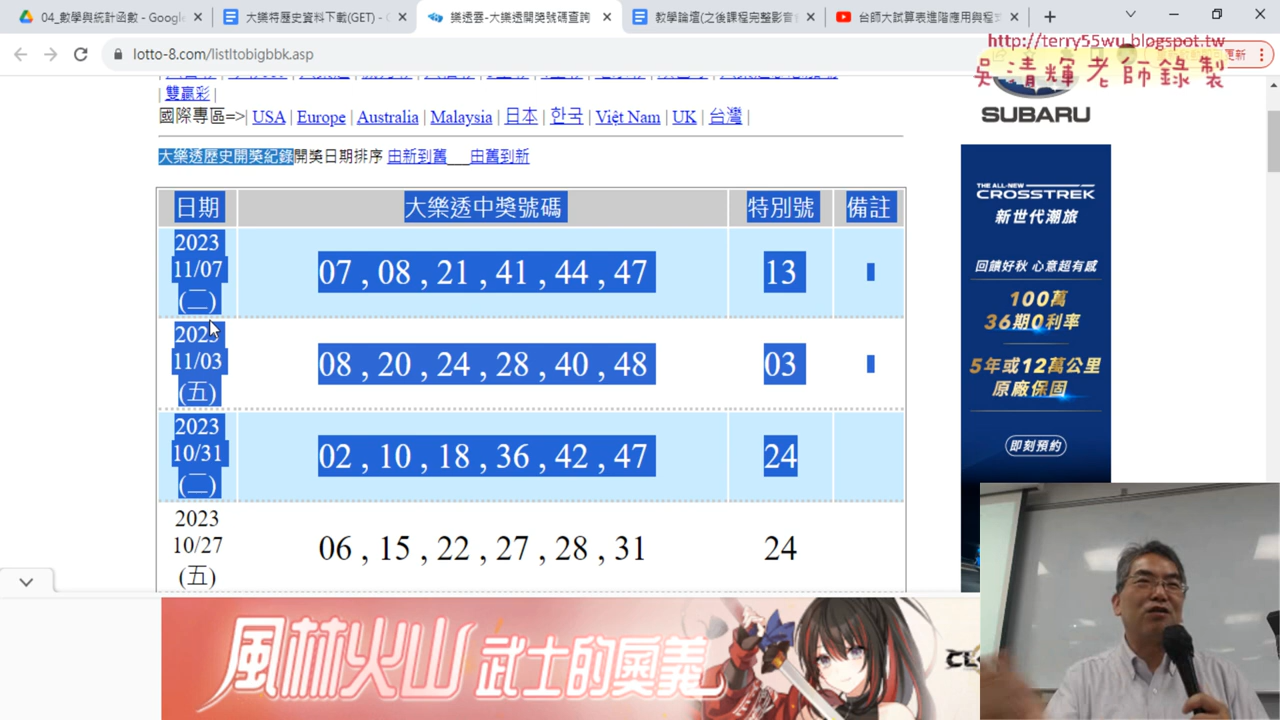 04_數學與統計函數 - Google
大樂特歷史資料下載(GET) - G
樂透雲-大樂透開獎號碼查詢
教學論壇(之後課程完整影音
台師大試算表進階應用與程式
lotto-8.com/listltobigbbk.asp
更新
http://terry55wu.blogspot.tw
吳清輝老師錄製
| 雙贏彩 |
國際專區=>| USA | Europe | Australia | Malaysia | 日本 | 한국 | Việt Nam | UK | 台灣 |
大樂透歷史開獎紀錄開獎日期排序 由新到舊___由舊到新
日期 大樂透中獎號碼 特別號 備註
2023
11/07
(二)
07 , 08 , 21 , 41 , 44 , 47 13
2023
11/03
(五)
08 , 20 , 24 , 28 , 40 , 48 03
2023
10/31
(二)
02 , 10 , 18 , 36 , 42 , 47 24
2023
10/27
(五)
06 , 15 , 22 , 27 , 28 , 31 24
SUBARU
THE ALL-NEW
CROSSTREK
新世代潮旅
回饋好秋 心意超有感
100萬
36期0利率
5年或12萬公里
原廠保固
即刻預約
風林火山 武士的奧義